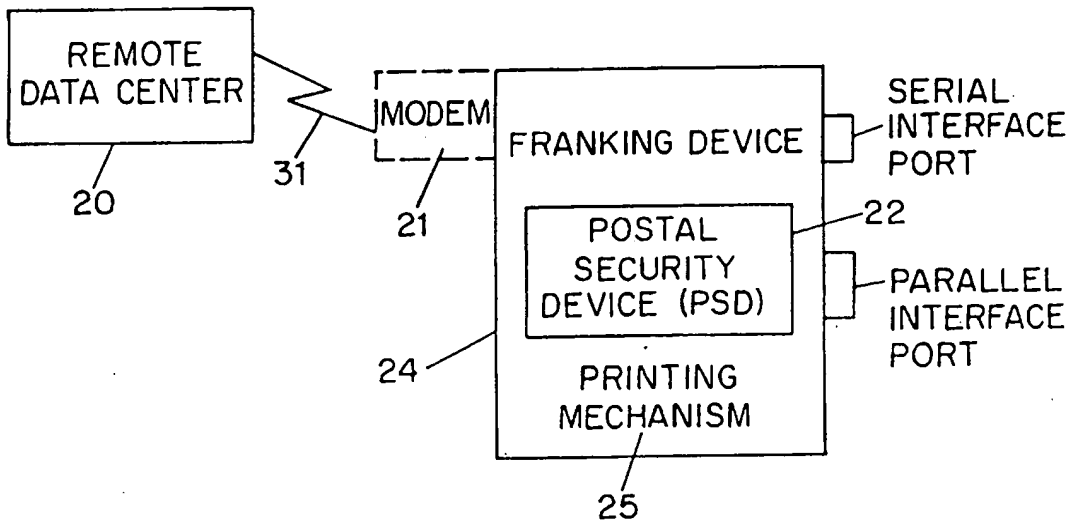 REMOTE
DATA CENTER
20
31
MODEM
21
FRANKING DEVICE
POSTAL
SECURITY
DEVICE (PSD)
22
24
PRINTING
MECHANISM
25
SERIAL
INTERFACE
PORT
PARALLEL
INTERFACE
PORT